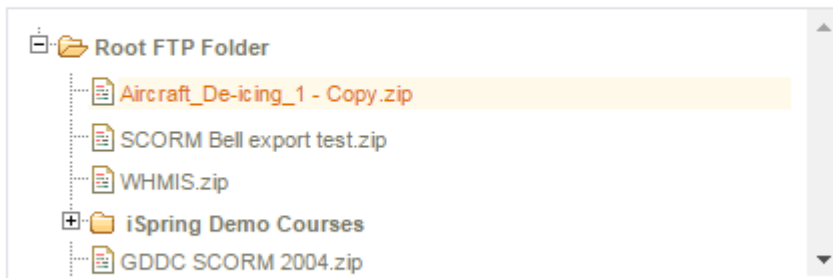 Root FTP Folder
Aircraft_De-icing_1 - Copy.zip
SCORM Bell export test.zip
WHMIS.zip
iSpring Demo Courses
GDDC SCORM 2004.zip